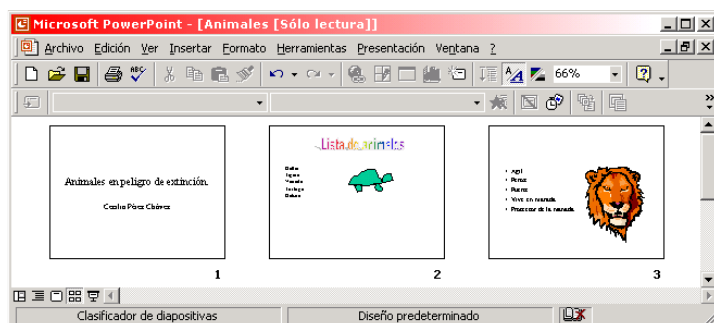 Microsoft PowerPoint - [Animales [Sólo lectura]]
Archivo Edición Ver Insertar Formato Herramientas Presentación Ventana ?
66%
Animales en peligro de extinción
Cecilia Pérez Chávez
1
Lista de animales
Tortuga
2
Agil
Feroz
Fuerte
Vive en manada
Protector de la manada
3
Clasificador de diapositivas Diseño predeterminado